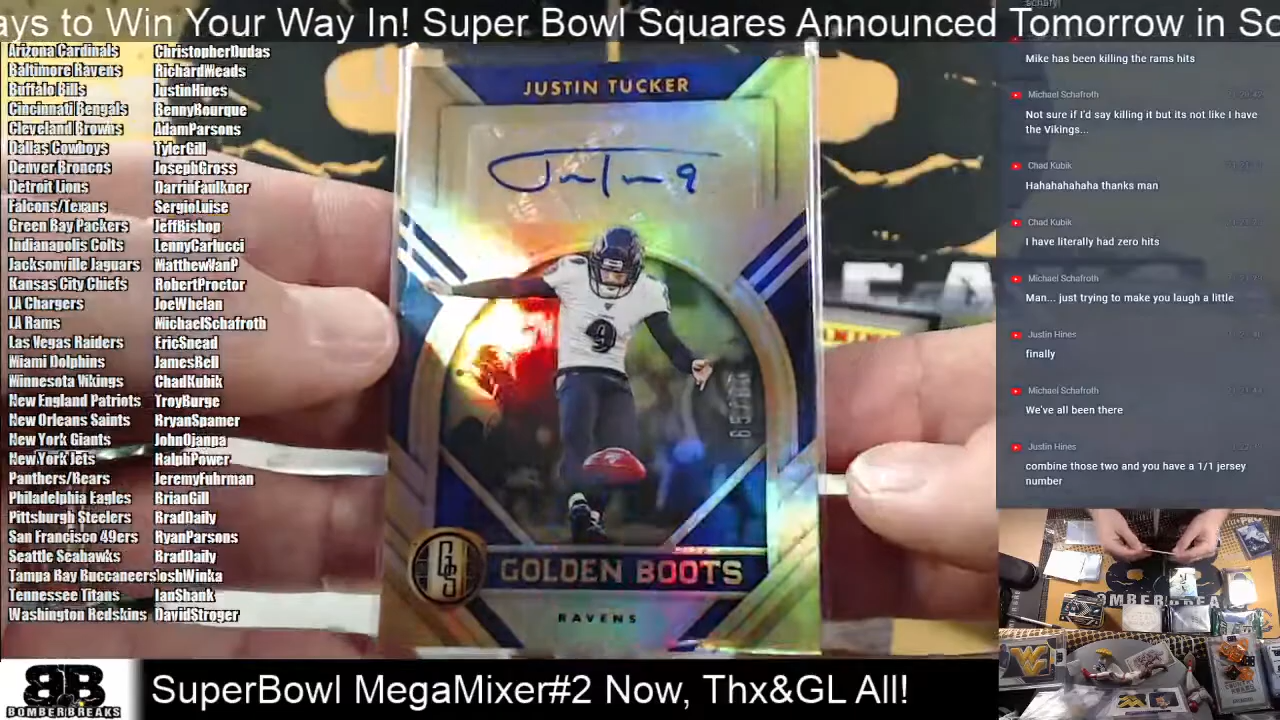 ays to Win Your Way In! Super Bowl Squares Announced Tomorrow in Sc
Arizona Cardinals ChristopherDudas
Baltimore Ravens RichardWeads
Buffalo Bills JustinHines
Cincinnati Bengals BennyBourque
Cleveland Browns AdamParsons
Dallas Cowboys TylerGill
Denver Broncos JosephGross
Detroit Lions DarrinFaulkner
Falcons/Texans SergioLuise
Green Bay Packers JeffBishop
Indianapolis Colts LennyCarlucci
Jacksonville Jaguars MatthewVanP
Kansas City Chiefs RobertProctor
LA Chargers JoeWhelan
LA Rams MichaelSchafroth
Las Vegas Raiders EricSnead
Miami Dolphins JamesBell
Minnesota Vikings ChadKubik
New England Patriots TroyBurge
New Orleans Saints BryanSpamer
New York Giants JohnOjanpa
New York Jets RalphPower
Panthers/Bears JeremyFuhrman
Philadelphia Eagles BrianGill
Pittsburgh Steelers BradDaily
San Francisco 49ers RyanParsons
Seattle Seahawks BradDaily
Tampa Bay Buccaneers JoshWinka
Tennessee Titans IanShank
Washington Redskins DavidStroger
JUSTIN TUCKER
9
GOLDEN BOOTS
RAVENS
Mike has been killing the rams hits
Michael Schafroth
Not sure if I'd say killing it but its not like I have
the Vikings...
Chad Kubik
Hahahahahaha thanks man
Chad Kubik
I have literally had zero hits
Michael Schafroth
Man... just trying to make you laugh a little
Justin Hines
finally
Michael Schafroth
We've all been there
Justin Hines
combine those two and you have a 1/1 jersey
number
BOMBERBREAKS
SuperBowl MegaMixer#2 Now, Thx&GL All!